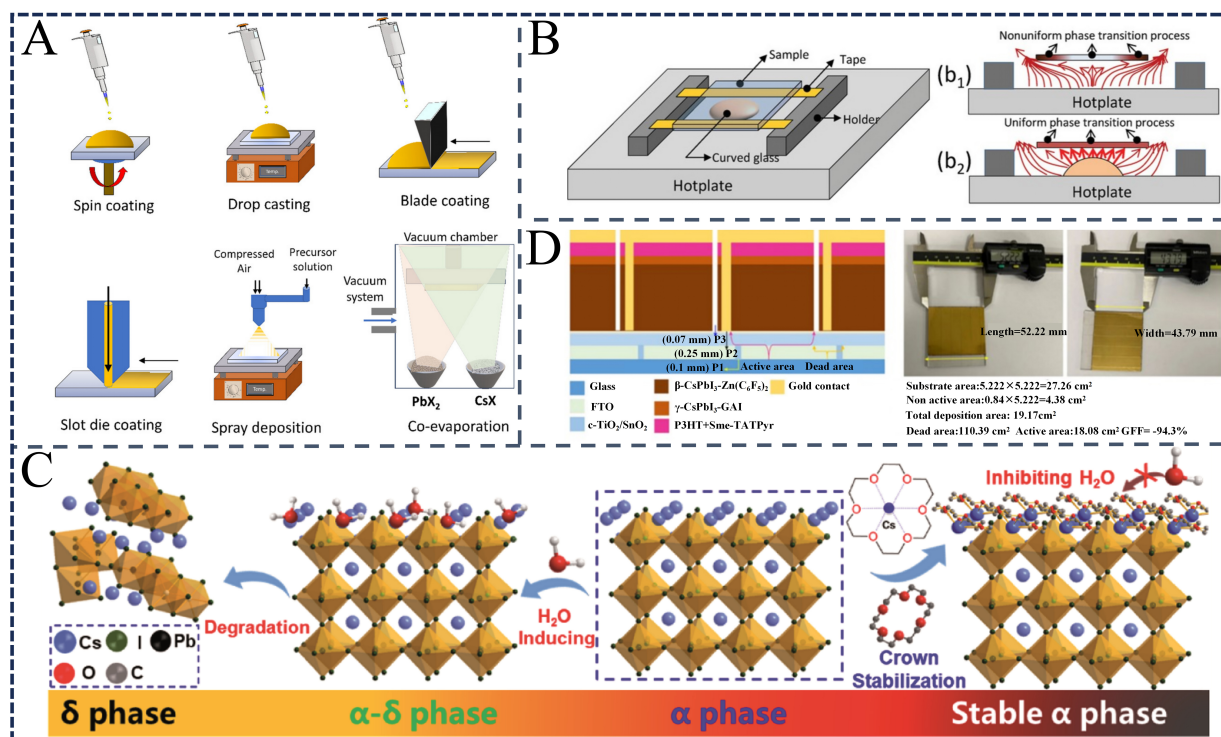 A
Spin coating
Drop casting
Temp.
Blade coating
Slot die coating
Compressed
Air
Precursor
solution
Temp.
Spray deposition
Vacuum chamber
Vacuum
system
PbX₂
CsX
Co-evaporation
B
Sample
Tape
Holder
Curved glass
Hotplate
(b₁)
Nonuniform phase transition process
Hotplate
Uniform phase transition process
(b₂)
Hotplate
D
(0.07 mm) P3
(0.25 mm) P2
(0.1 mm) P1
Active area
Dead area
Glass
FTO
c-TiO₂/SnO₂
β-CsPbI₃-Zn(C₆F₅)₂
γ-CsPbI₃-GAI
P3HT+Sme-TATPyr
Gold contact
Length=52.22 mm
Width=43.79 mm
Substrate area:5.222×5.222=27.26 cm²
Non active area:0.84×5.222=4.38 cm²
Total deposition area: 19.17cm²
Dead area:110.39 cm² Active area:18.08 cm² GFF= -94.3%
C
Cs
I
Pb
O
C
Degradation
H₂O
Inducing
Cs
Crown
Stabilization
Inhibiting H₂O
δ phase
α-δ phase
α phase
Stable α phase